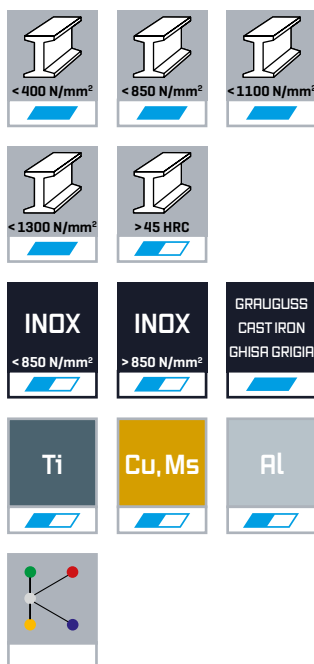 <400 N/mm²
<850 N/mm²
<1100 N/mm²
<1300 N/mm²
>45 HRC
INOX
<850 N/mm²
INOX
>850 N/mm²
GRAUGUSS
CAST IRON
GHISA GRIGIA
Ti
Cu, Ms
Al